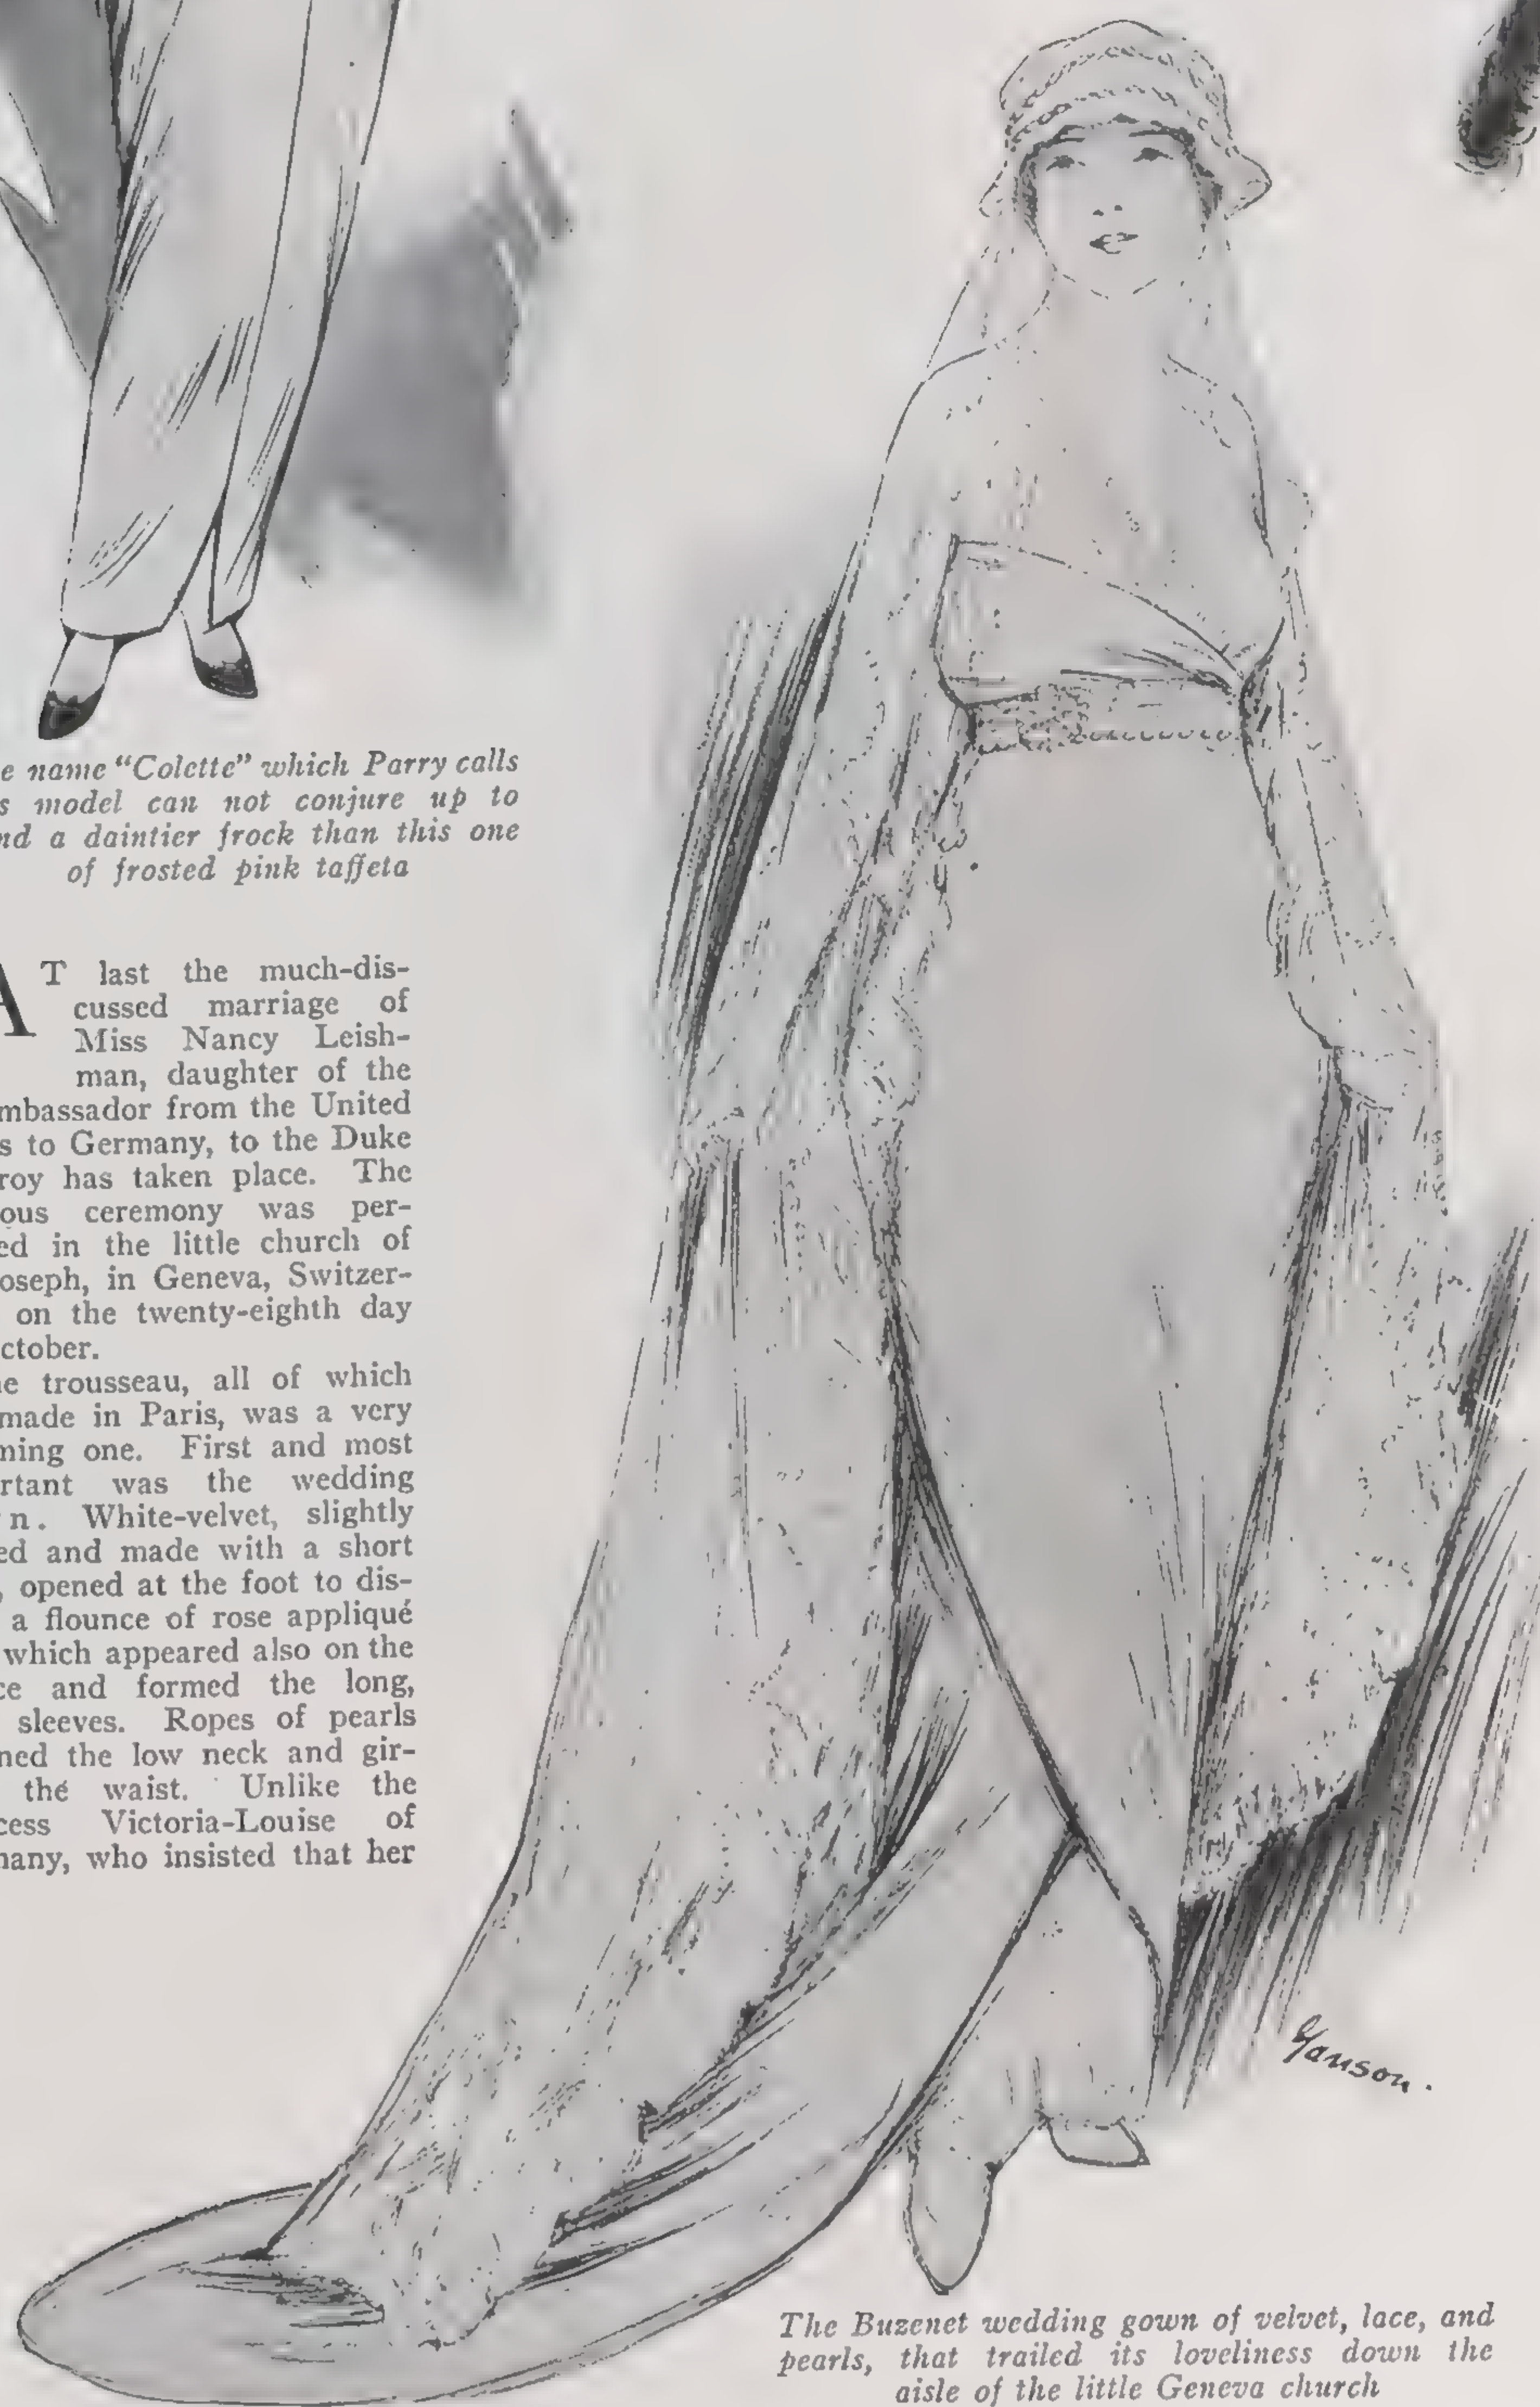 e name “Colette” which Parry calls
s model can not conjure up to
nd a daintier frock than this one
of frosted pink taffeta
AT last the much-dis-
cussed marriage of
Miss Nancy Leish-
man, daughter of the
mbassador from the United
s to Germany, to the Duke
roy has taken place. The
ous ceremony was per-
ed in the little church of
oseph, in Geneva, Switzer-
on the twenty-eighth day
ctober.
e trousseau, all of which
made in Paris, was a very
ming one. First and most
rtant was the wedding
n. White-velvet, slightly
ed and made with a short
, opened at the foot to dis-
a flounce of rose appliqué
which appeared also on the
ce and formed the long,
sleeves. Ropes of pearls
ned the low neck and gir-
the waist. Unlike the
cess Victoria-Louise of
many, who insisted that her
Yanson.
The Buzenet wedding gown of velvet, lace, and
pearls, that trailed its loveliness down the
aisle of the little Geneva church